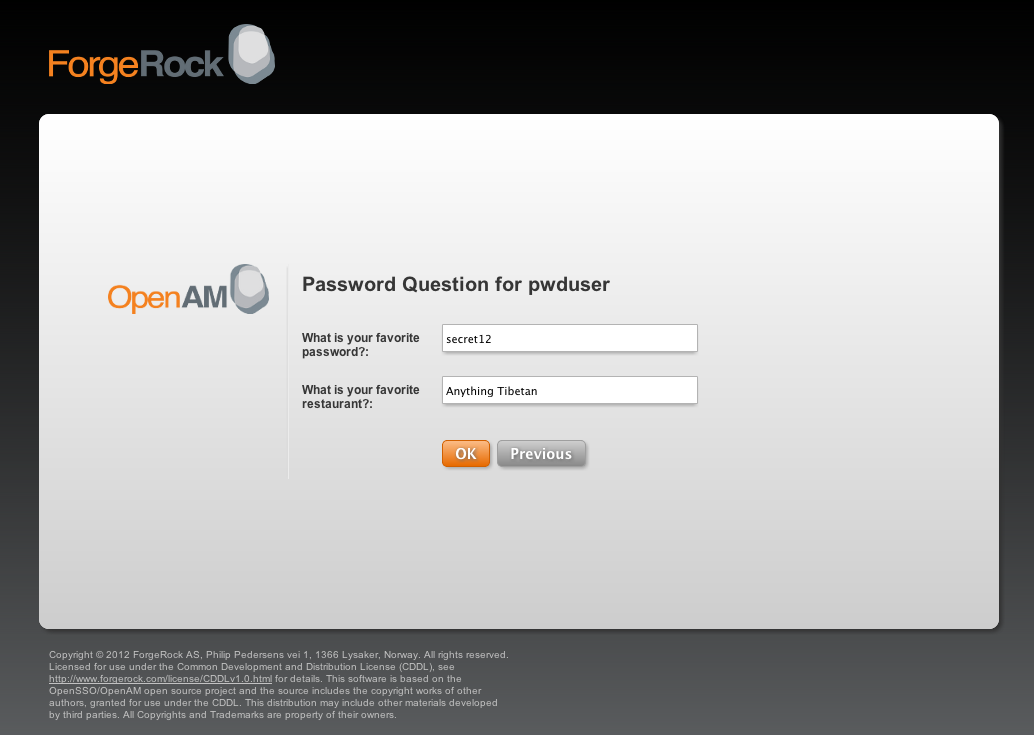 ForgeRock
OpenAM
Password Question for pwduser
What is your favorite
password?:
secret12
What is your favorite
restaurant?:
Anything Tibetan
OK
Previous
Copyright © 2012 ForgeRock AS, Philip Pedersens vei 1, 1366 Lysaker, Norway. All rights reserved.
Licensed for use under the Common Development and Distribution License (CDDL), see
http://www.forgerock.com/license/CDDLv1.0.html for details. This software is based on the
OpenSSO/OpenAM open source project and the source includes the copyright works of other
authors, granted for use under the CDDL. This distribution may include other materials developed
by third parties. All Copyrights and Trademarks are property of their owners.